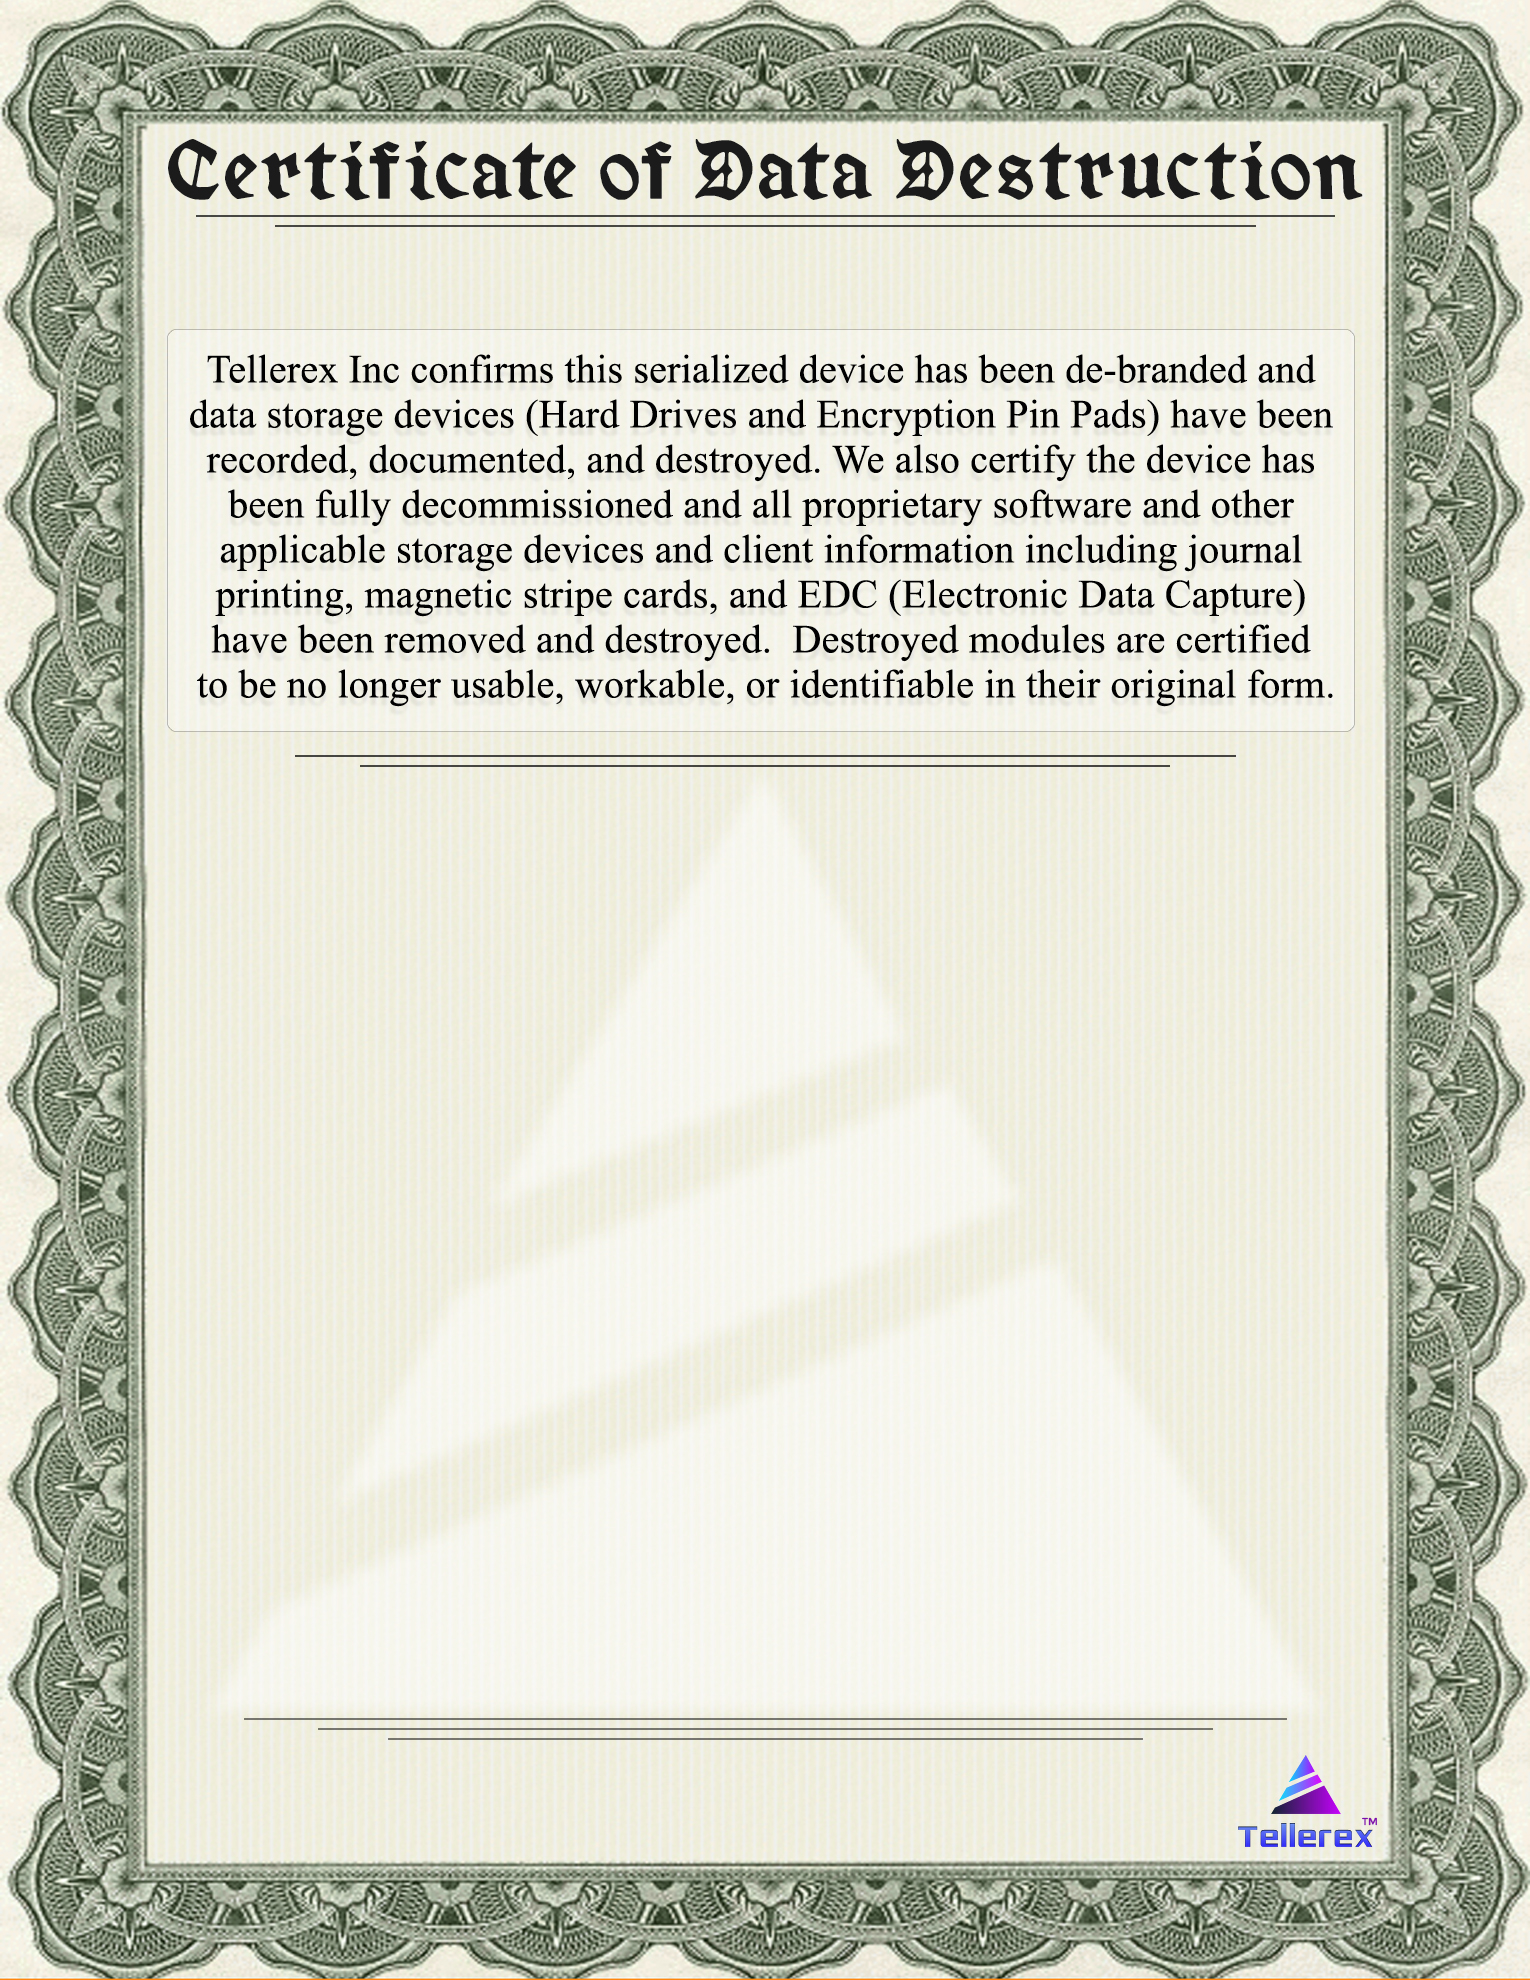 Certificate of Data Destruction
Tellerex Inc confirms this serialized device has been de-branded and
data storage devices (Hard Drives and Encryption Pin Pads) have been
recorded, documented, and destroyed. We also certify the device has
been fully decommissioned and all proprietary software and other
applicable storage devices and client information including journal
printing, magnetic stripe cards, and EDC (Electronic Data Capture)
have been removed and destroyed.  Destroyed modules are certified
to be no longer usable, workable, or identifiable in their original form.
Tellerex™